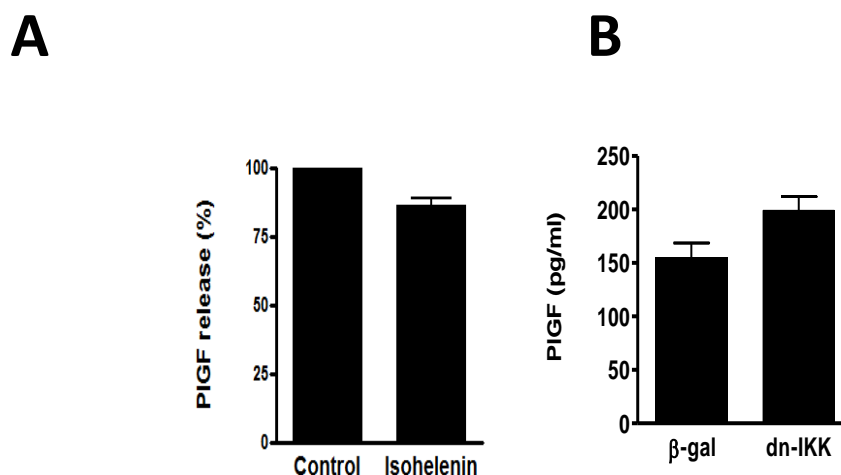 A
B
PlGF release (%)
100
75
50
25
0
Control
Isohelenin
PlGF (pg/ml)
250
200
150
100
50
0
β-gal
dn-IKK